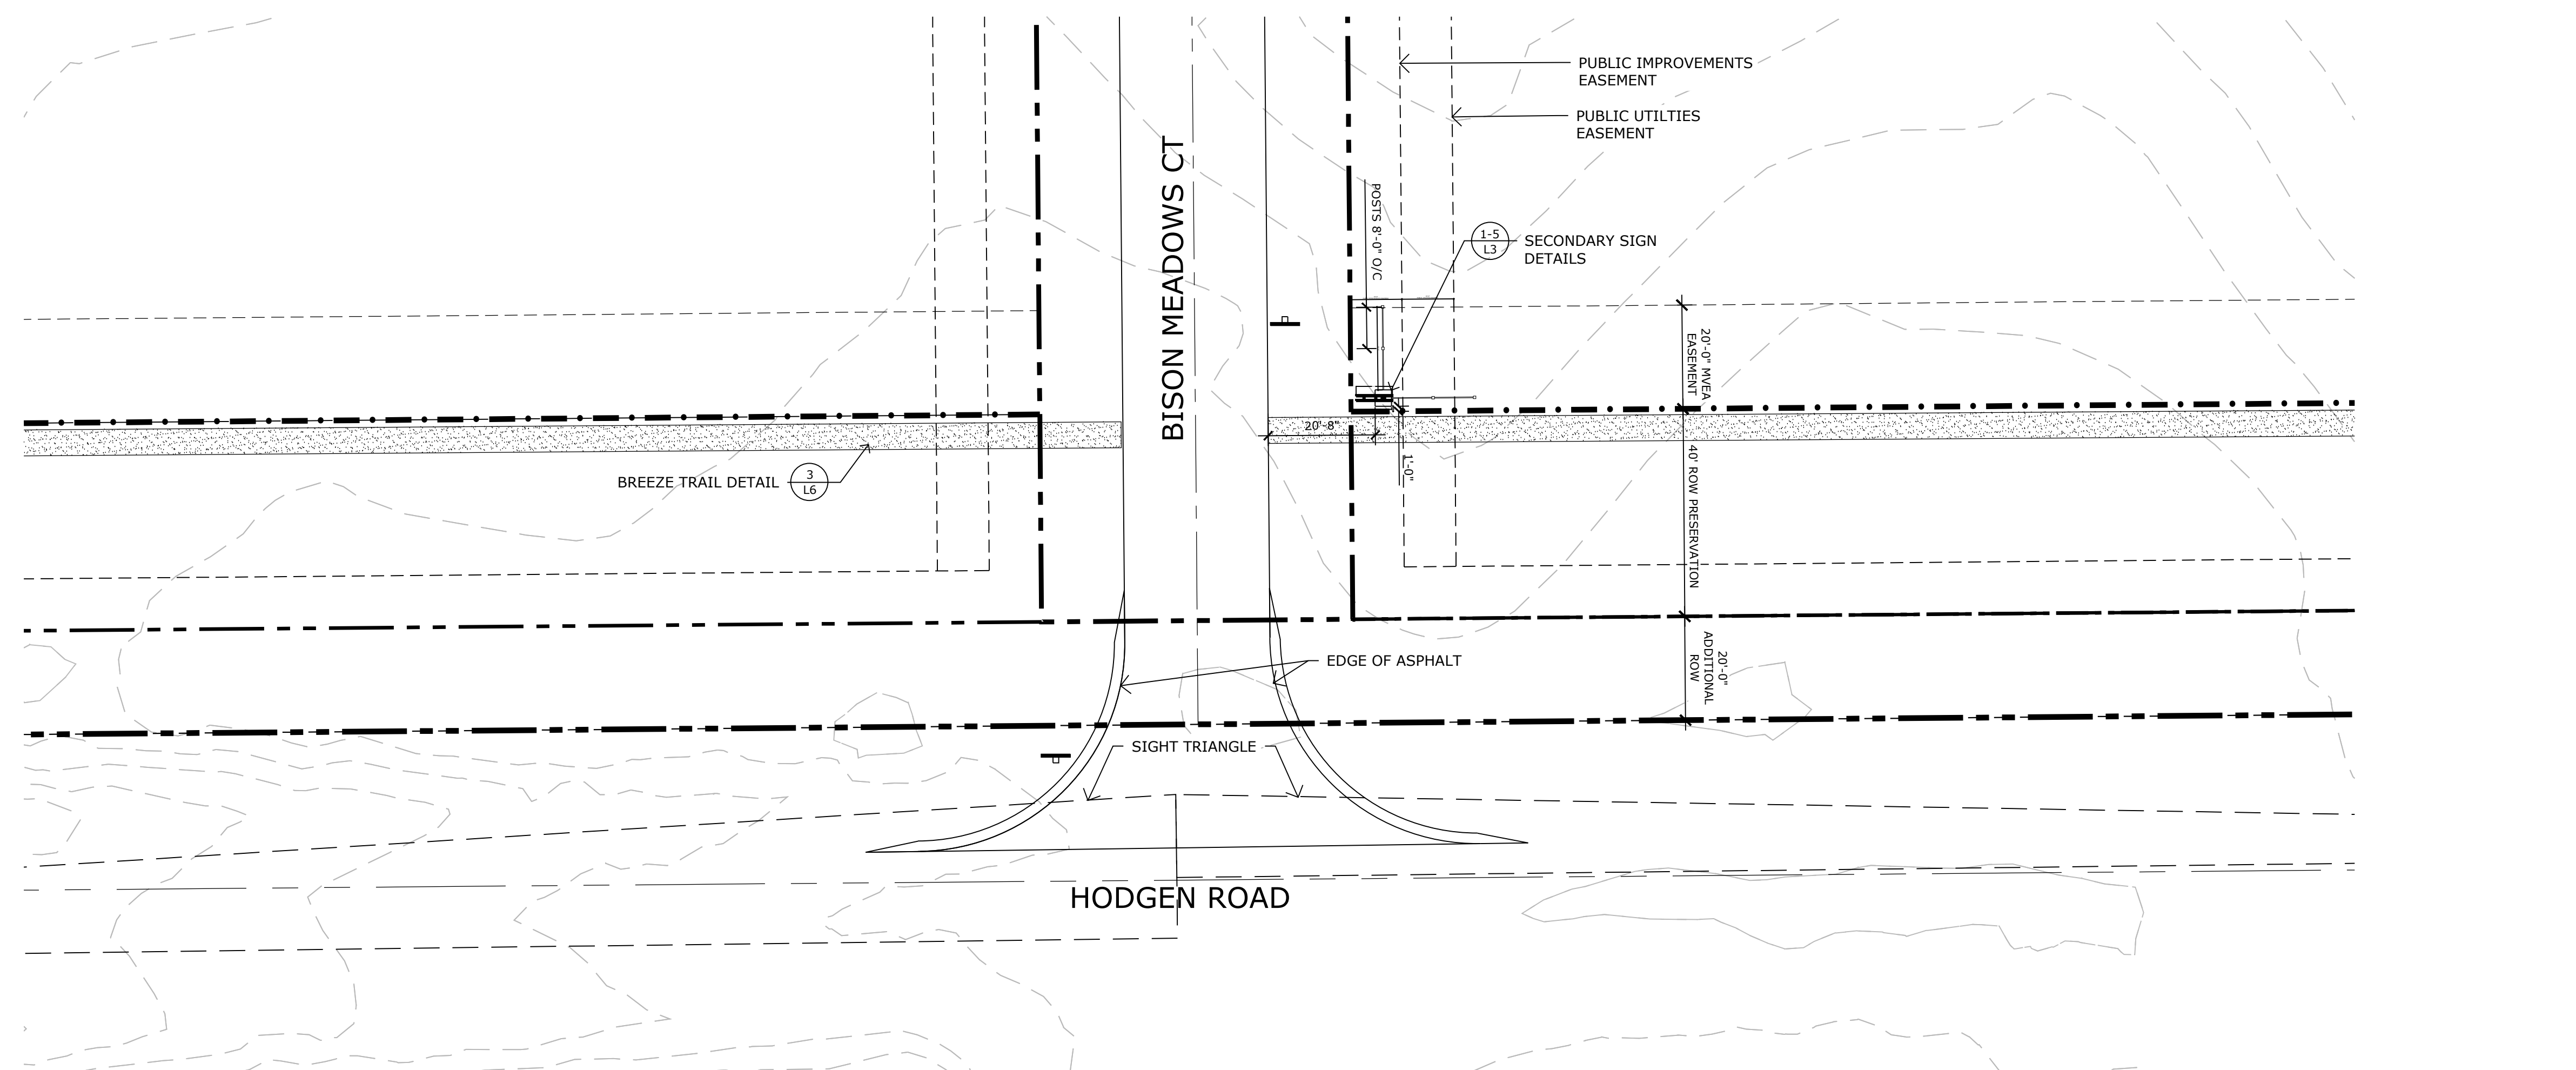 PUBLIC IMPROVEMENTS
EASEMENT
PUBLIC UTILTIES
EASEMENT
BISON MEADOWS CT
POSTS 8'-0" O/C
1-5
L3
SECONDARY SIGN
DETAILS
20'-0" MVEA
EASEMENT
20'-8"
1'-0"
40' ROW PRESERVATION
BREEZE TRAIL DETAIL
3
L6
20'-0"
ADDITIONAL
ROW
EDGE OF ASPHALT
SIGHT TRIANGLE
HODGEN ROAD